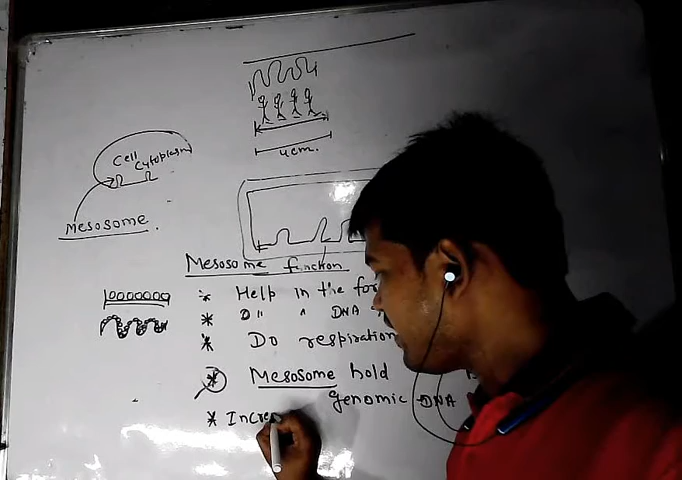 4cm.
Cell
Cytoplasm
Mesosome.
Mesosome function
Help in the for
DNA
* Do respiration
* Mesosome hold
genomic DNA
* Incre